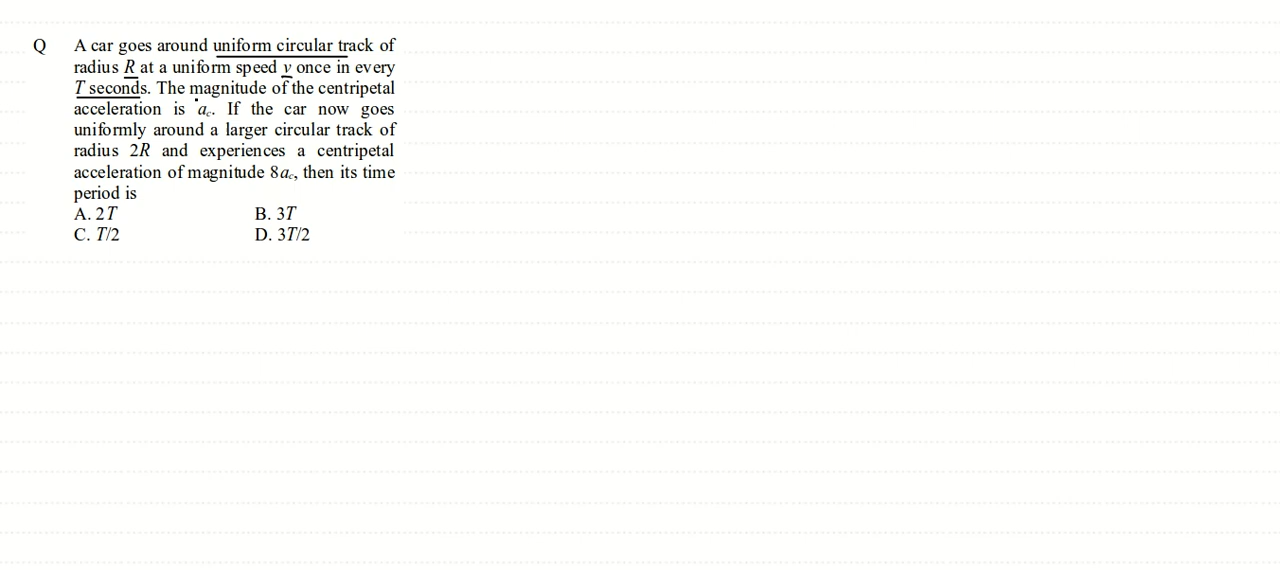 Q A car goes around uniform circular track of
radius R at a uniform speed v once in every
T seconds. The magnitude of the centripetal
acceleration is a꜀. If the car now goes
uniformly around a larger circular track of
radius 2R and experiences a centripetal
acceleration of magnitude 8a꜀, then its time
period is
A. 2T B. 3T
C. T/2 D. 3T/2